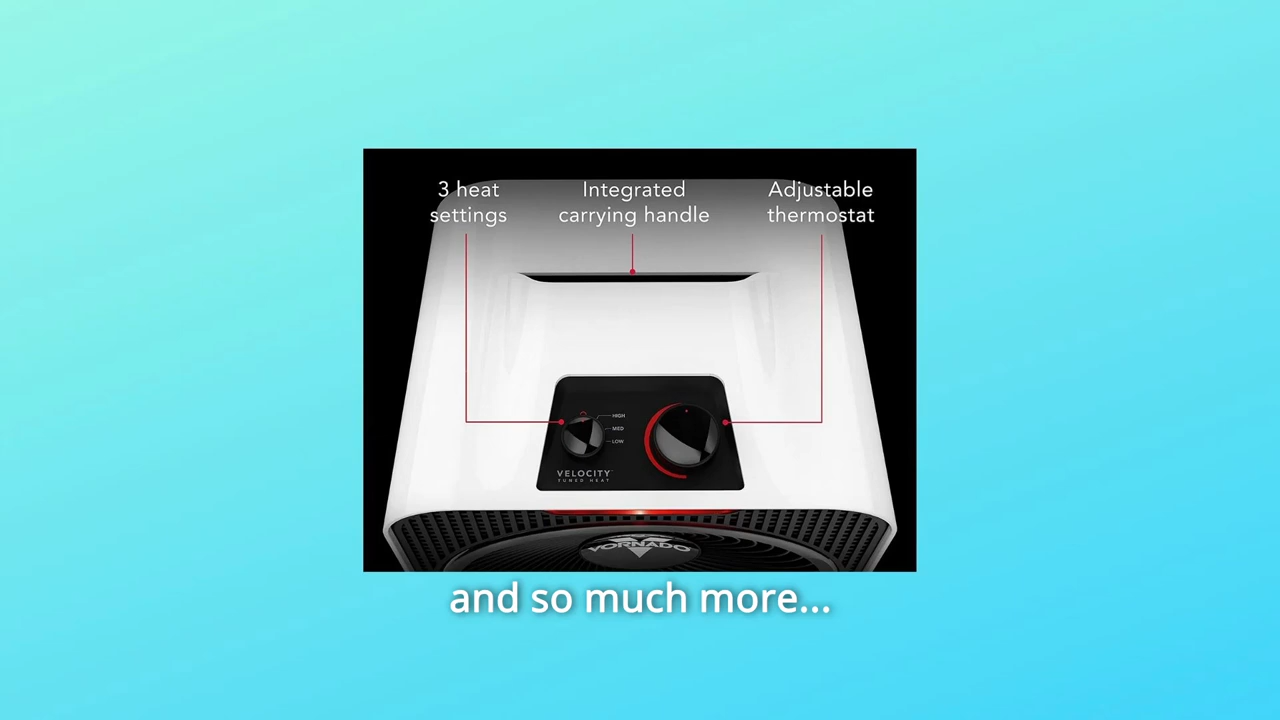 3 heat
settings
Integrated
carrying handle
Adjustable
thermostat
HIGH
MED
LOW
VELOCITY
TUNED HEAT
VORNADO
and so much more...